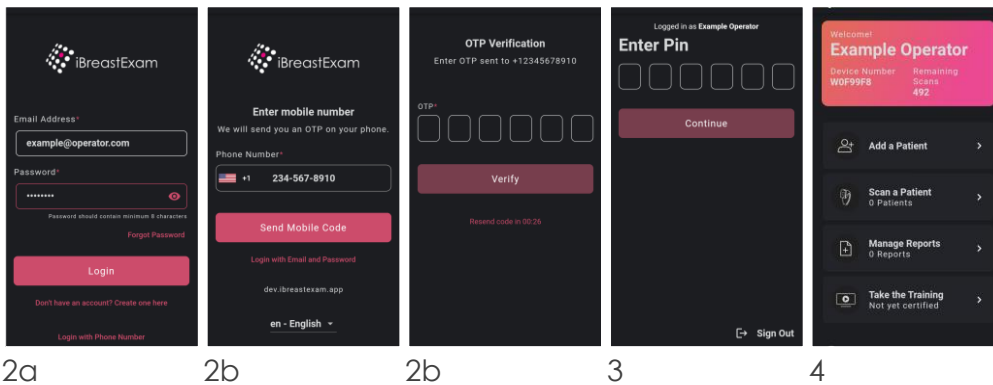 iBreastExam
Email Address*
example@operator.com
Password*
••••••••
Password should contain minimum 8 characters
Forgot Password
Login
Don't have an account? Create one here
Login with Phone Number
2a
iBreastExam
Enter mobile number
We will send you an OTP on your phone.
Phone Number*
+1 234-567-8910
Send Mobile Code
Login with Email and Password
dev.ibreastexam.app
en - English
2b
OTP Verification
Enter OTP sent to +12345678910
OTP*
Verify
Resend code in 00:26
2b
Logged in as Example Operator
Enter Pin
Continue
Sign Out
3
Welcome!
Example Operator
Device Number
W0F99F8
Remaining
Scans
492
Add a Patient
Scan a Patient
0 Patients
Manage Reports
0 Reports
Take the Training
Not yet certified
4